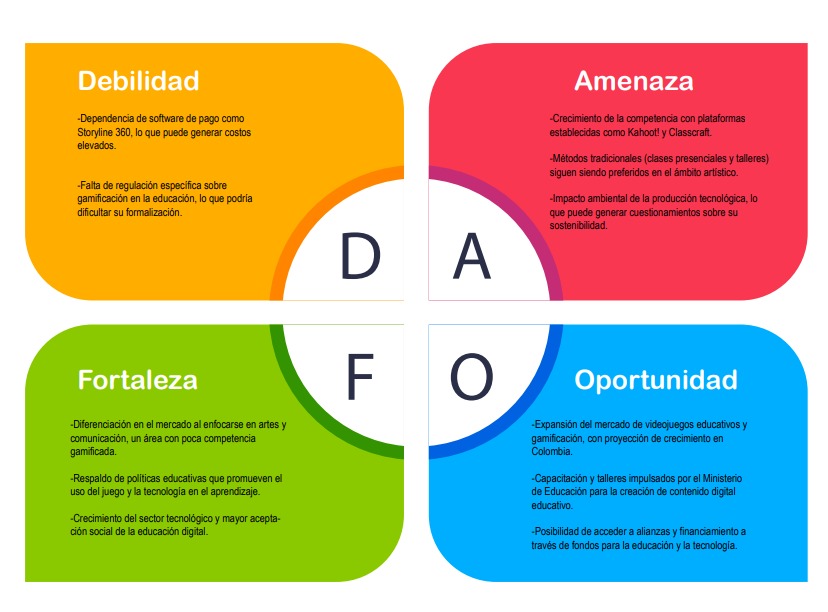 Debilidad
-Dependencia de software de pago como
Storyline 360, lo que puede generar costos
elevados.
-Falta de regulación específica sobre
gamificación en la educación, lo que podría
dificultar su formalización.
D
Amenaza
-Crecimiento de la competencia con plataformas
establecidas como Kahoot! y Classcraft.
-Métodos tradicionales (clases presenciales y talleres)
siguen siendo preferidos en el ámbito artístico.
-Impacto ambiental de la producción tecnológica, lo
que puede generar cuestionamientos sobre su
sostenibilidad.
A
Fortaleza
-Diferenciación en el mercado al enfocarse en artes y
comunicación, un área con poca competencia
gamificada.
-Respaldo de políticas educativas que promueven el
uso del juego y la tecnología en el aprendizaje.
-Crecimiento del sector tecnológico y mayor acepta-
ción social de la educación digital.
F
Oportunidad
-Expansión del mercado de videojuegos educativos y
gamificación, con proyección de crecimiento en
Colombia.
-Capacitación y talleres impulsados por el Ministerio
de Educación para la creación de contenido digital
educativo.
-Posibilidad de acceder a alianzas y financiamiento a
través de fondos para la educación y la tecnología.
O